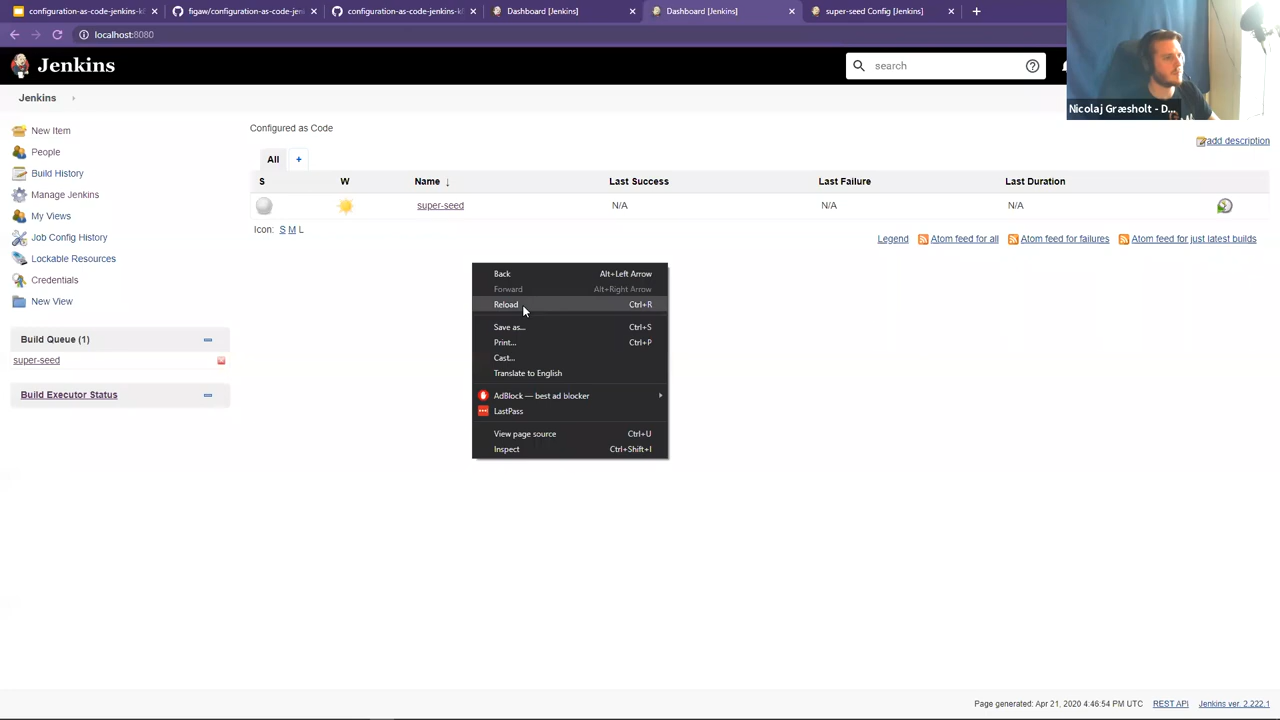 configuration-as-code-jenkins-k8
figaw/configuration-as-code-jen
configuration-as-code-jenkins-k8
Dashboard [Jenkins]
Dashboard [Jenkins]
super-seed Config [Jenkins]
localhost:8080
Jenkins
search
Nicolaj Græsholt - D...
Jenkins
New Item
People
Build History
Manage Jenkins
My Views
Job Config History
Lockable Resources
Credentials
New View
Build Queue (1)
super-seed
Build Executor Status
Configured as Code
add description
All +
S W Name ↓ Last Success Last Failure Last Duration
super-seed N/A N/A N/A
Icon: S M L
Legend Atom feed for all Atom feed for failures Atom feed for just latest builds
Back Alt+Left Arrow
Forward Alt+Right Arrow
Reload Ctrl+R
Save as... Ctrl+S
Print... Ctrl+P
Cast...
Translate to English
AdBlock — best ad blocker
LastPass
View page source Ctrl+U
Inspect Ctrl+Shift+I
Page generated: Apr 21, 2020 4:46:54 PM UTC REST API Jenkins ver. 2.222.1